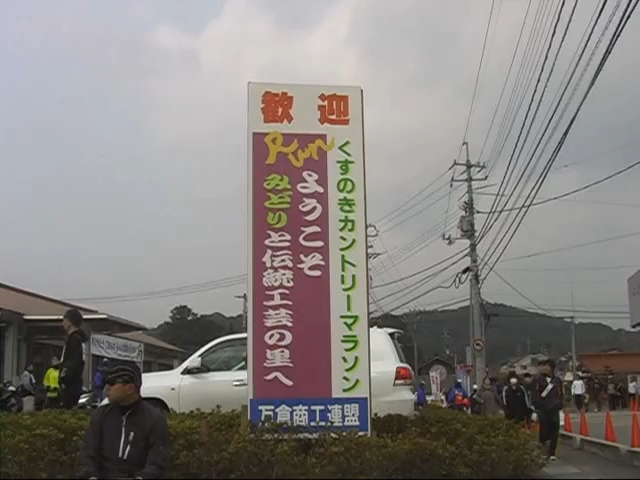 歓迎
くすのきカントリーマラソン
Run
ようこそ
みどりと伝統工芸の里へ
万倉商工連盟